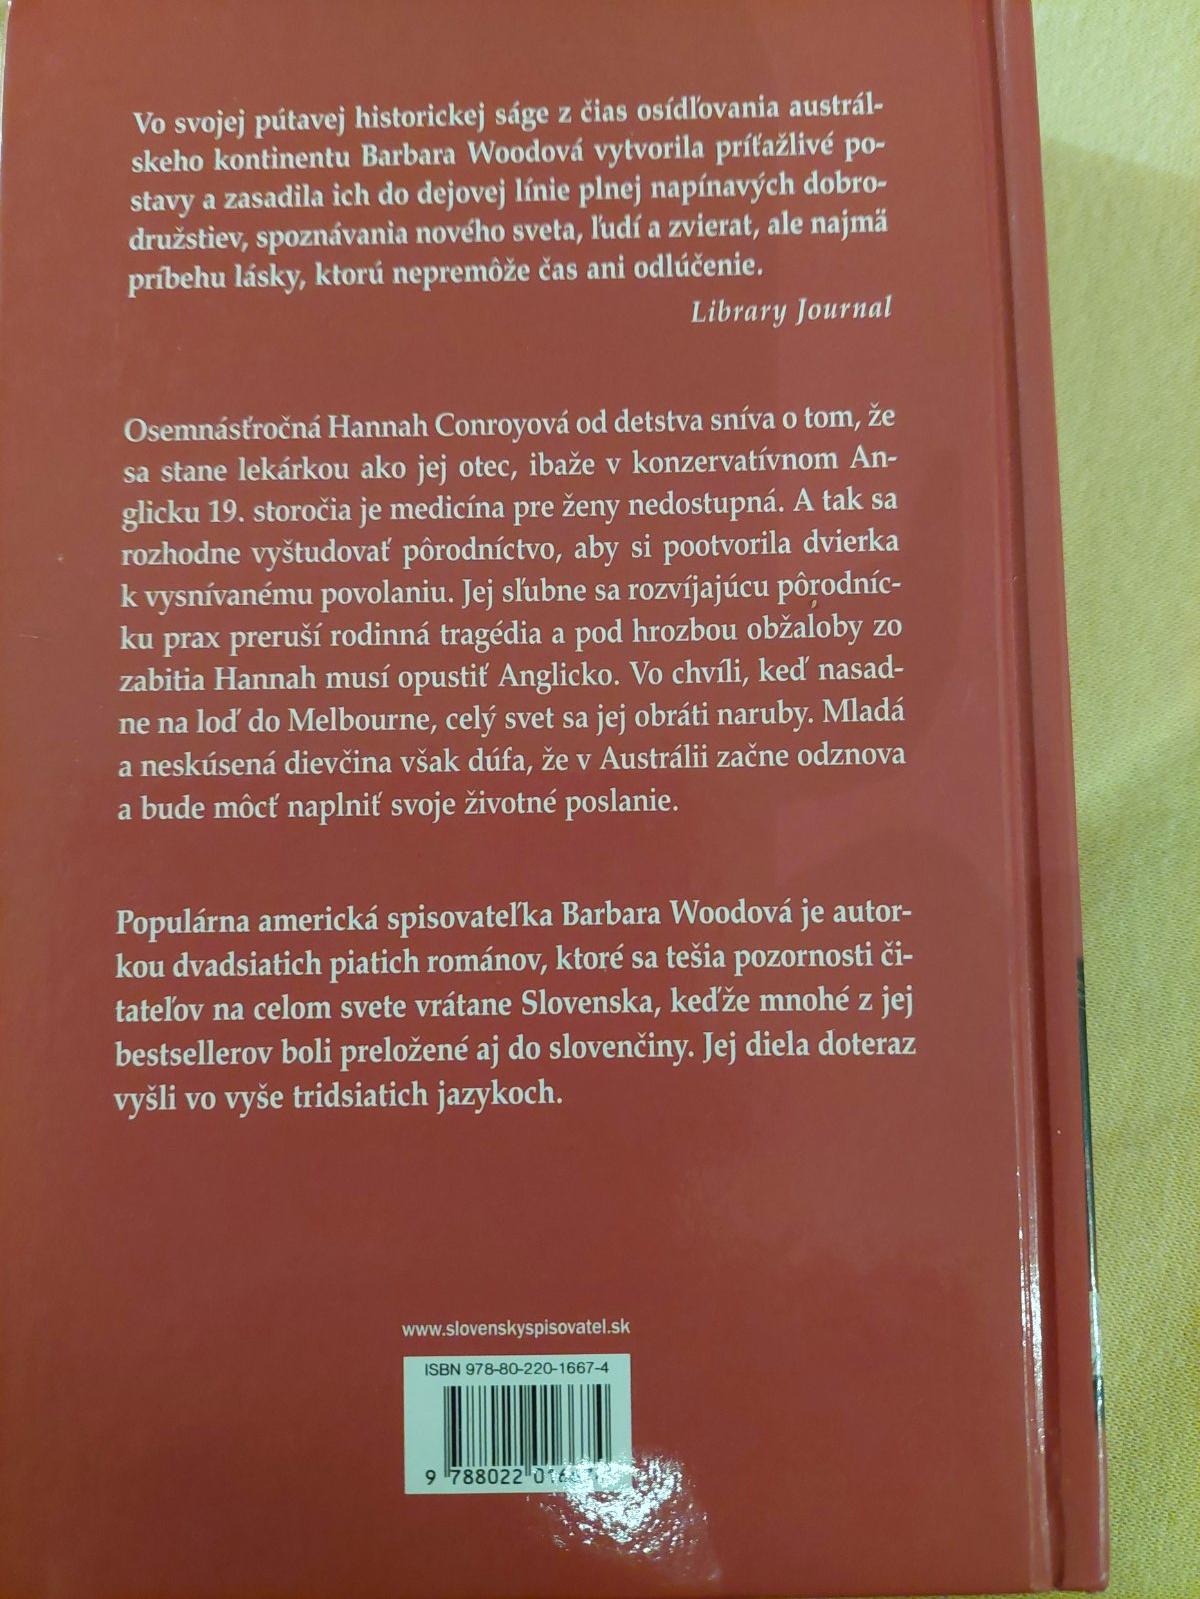 Vo svojej pútavej historickej ságe z čias osídľovania austrál-
skeho kontinentu Barbara Woodová vytvorila príťažlivé po-
stavy a zasadila ich do dejovej línie plnej napínavých dobro-
družstiev, spoznávania nového sveta, ľudí a zvierat, ale najmä
príbehu lásky, ktorú nepremôže čas ani odlúčenie.
Library Journal
Osemnásťročná Hannah Conroyová od detstva sníva o tom, že
sa stane lekárkou ako jej otec, ibaže v konzervatívnom An-
glicku 19. storočia je medicína pre ženy nedostupná. A tak sa
rozhodne vyštudovať pôrodníctvo, aby si pootvorila dvierka
k vysnívanému povolaniu. Jej sľubne sa rozvíjajúcu pôrodníc-
ku prax preruší rodinná tragédia a pod hrozbou obžaloby zo
zabitia Hannah musí opustiť Anglicko. Vo chvíli, keď nasad-
ne na loď do Melbourne, celý svet sa jej obráti naruby. Mladá
a neskúsená dievčina však dúfa, že v Austrálii začne odznova
a bude môcť naplniť svoje životné poslanie.
Populárna americká spisovateľka Barbara Woodová je autor-
kou dvadsiatich piatich románov, ktoré sa tešia pozornosti či-
tateľov na celom svete vrátane Slovenska, keďže mnohé z jej
bestsellerov boli preložené aj do slovenčiny. Jej diela doteraz
vyšli vo vyše tridsiatich jazykoch.
www.slovenskyspisovatel.sk
ISBN 978-80-220-1667-4
9 788022